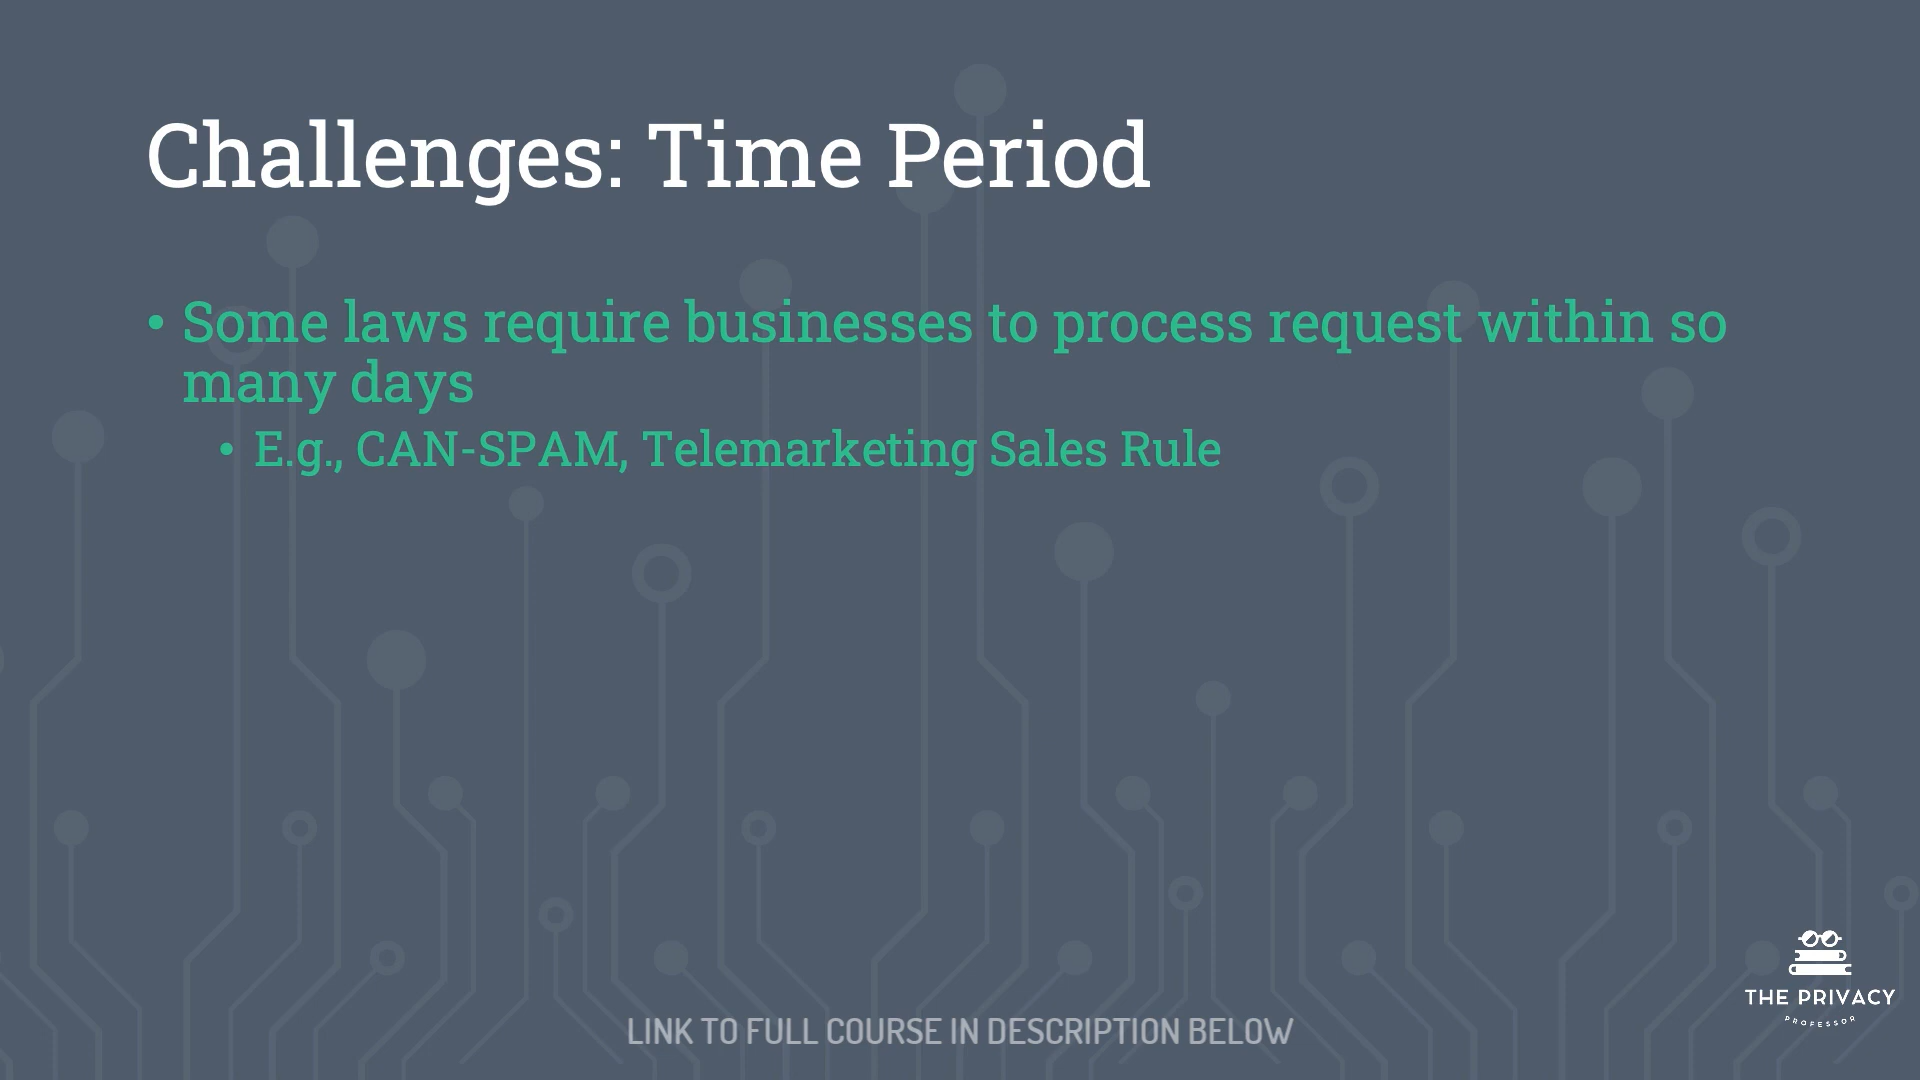 Challenges: Time Period
• Some laws require businesses to process request within so
many days
• E.g., CAN-SPAM, Telemarketing Sales Rule
THE PRIVACY
PROFESSOR
LINK TO FULL COURSE IN DESCRIPTION BELOW